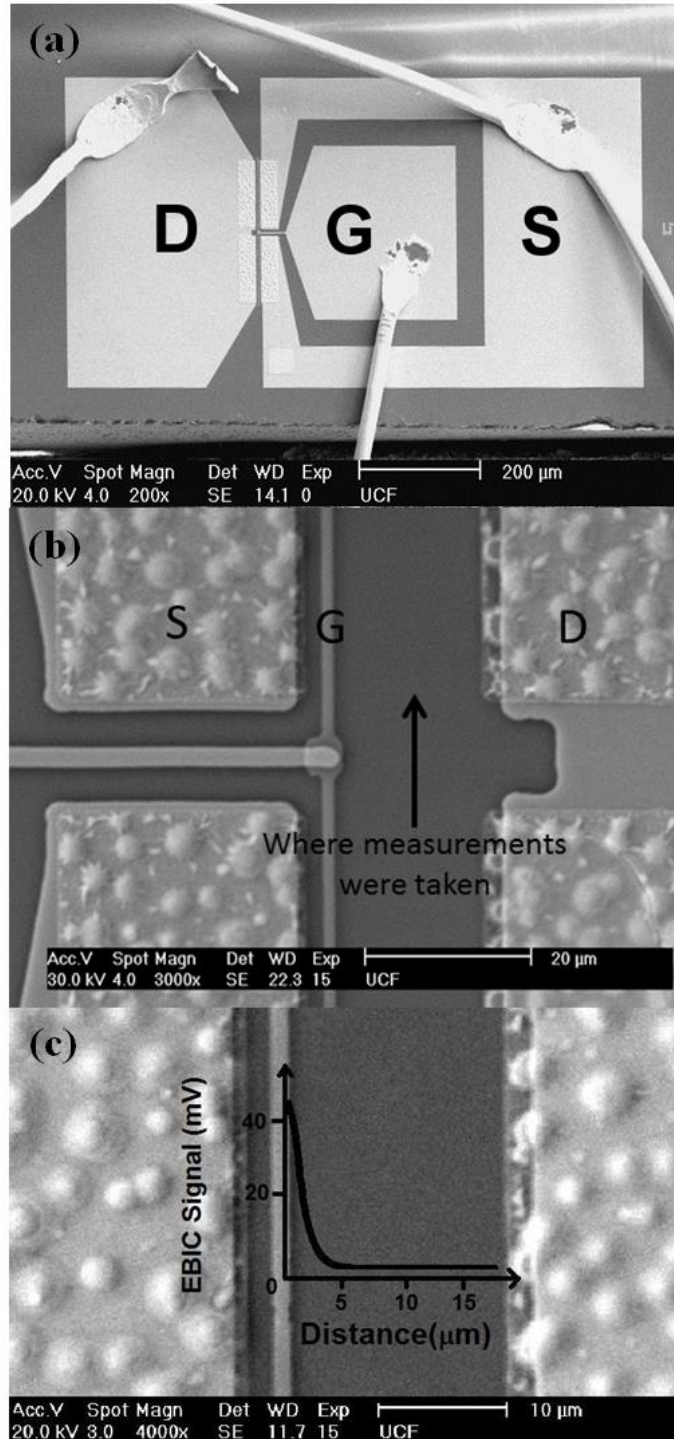 (a)
D G S
Acc.V Spot Magn Det WD Exp 200 µm
20.0 kV 4.0 200x SE 14.1 0 UCF
(b)
S G D
Where measurements
were taken
Acc.V Spot Magn Det WD Exp 20 µm
30.0 kV 4.0 3000x SE 22.3 15 UCF
(c)
EBIC Signal (mV)
40
20
0
5 10 15
Distance(µm)
Acc.V Spot Magn Det WD Exp 10 µm
20.0 kV 3.0 4000x SE 11.7 15 UCF